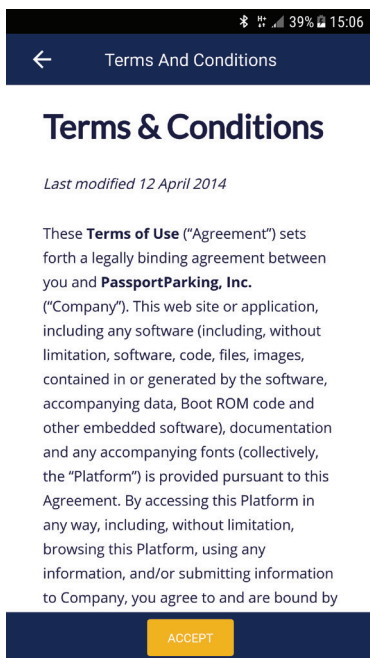 39% 15:06
Terms And Conditions
Terms & Conditions
Last modified 12 April 2014
These Terms of Use (“Agreement”) sets
forth a legally binding agreement between
you and PassportParking, Inc.
(“Company”). This web site or application,
including any software (including, without
limitation, software, code, files, images,
contained in or generated by the software,
accompanying data, Boot ROM code and
other embedded software), documentation
and any accompanying fonts (collectively,
the “Platform”) is provided pursuant to this
Agreement. By accessing this Platform in
any way, including, without limitation,
browsing this Platform, using any
information, and/or submitting information
to Company, you agree to and are bound by
ACCEPT